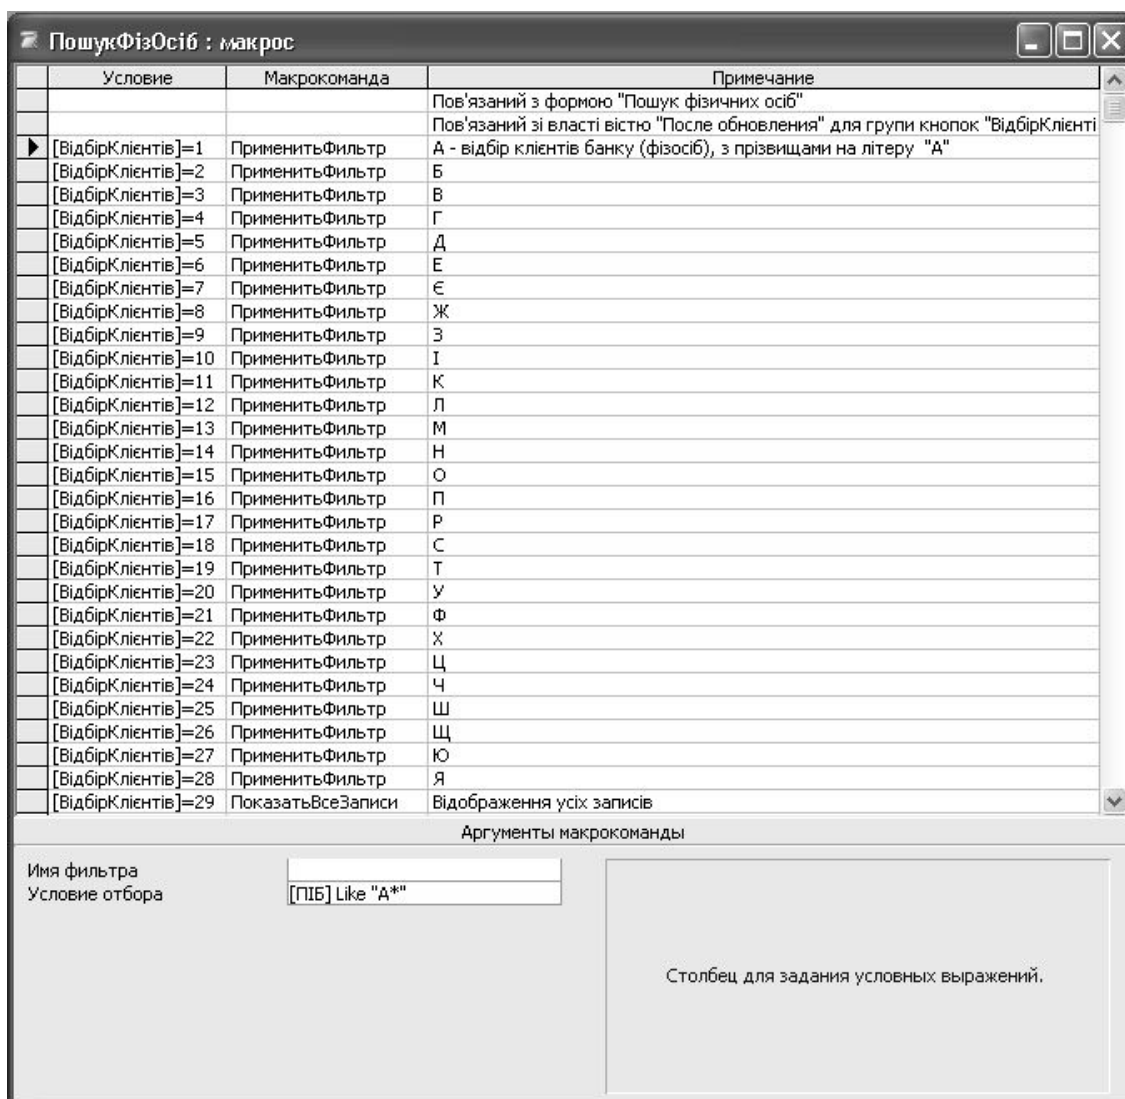 ПошукФізОсіб : макрос
Условие Макрокоманда Примечание
Пов'язаний з формою "Пошук фізичних осіб"
Пов'язаний зі власті вістю "После обновления" для групи кнопок "ВідбірКлієнті
[ВідбірКлієнтів]=1 ПрименитьФильтр А - відбір клієнтів банку (фізосіб), з прізвищами на літеру "А"
[ВідбірКлієнтів]=2 ПрименитьФильтр Б
[ВідбірКлієнтів]=3 ПрименитьФильтр В
[ВідбірКлієнтів]=4 ПрименитьФильтр Г
[ВідбірКлієнтів]=5 ПрименитьФильтр Д
[ВідбірКлієнтів]=6 ПрименитьФильтр Е
[ВідбірКлієнтів]=7 ПрименитьФильтр Є
[ВідбірКлієнтів]=8 ПрименитьФильтр Ж
[ВідбірКлієнтів]=9 ПрименитьФильтр З
[ВідбірКлієнтів]=10 ПрименитьФильтр І
[ВідбірКлієнтів]=11 ПрименитьФильтр К
[ВідбірКлієнтів]=12 ПрименитьФильтр Л
[ВідбірКлієнтів]=13 ПрименитьФильтр М
[ВідбірКлієнтів]=14 ПрименитьФильтр Н
[ВідбірКлієнтів]=15 ПрименитьФильтр О
[ВідбірКлієнтів]=16 ПрименитьФильтр П
[ВідбірКлієнтів]=17 ПрименитьФильтр Р
[ВідбірКлієнтів]=18 ПрименитьФильтр С
[ВідбірКлієнтів]=19 ПрименитьФильтр Т
[ВідбірКлієнтів]=20 ПрименитьФильтр У
[ВідбірКлієнтів]=21 ПрименитьФильтр Ф
[ВідбірКлієнтів]=22 ПрименитьФильтр Х
[ВідбірКлієнтів]=23 ПрименитьФильтр Ц
[ВідбірКлієнтів]=24 ПрименитьФильтр Ч
[ВідбірКлієнтів]=25 ПрименитьФильтр Ш
[ВідбірКлієнтів]=26 ПрименитьФильтр Щ
[ВідбірКлієнтів]=27 ПрименитьФильтр Ю
[ВідбірКлієнтів]=28 ПрименитьФильтр Я
[ВідбірКлієнтів]=29 ПоказатьВсеЗаписи Відображення усіх записів
Аргументы макрокоманды
Имя фильтра
Условие отбора [ПІБ] Like "А*"
Столбец для задания условных выражений.